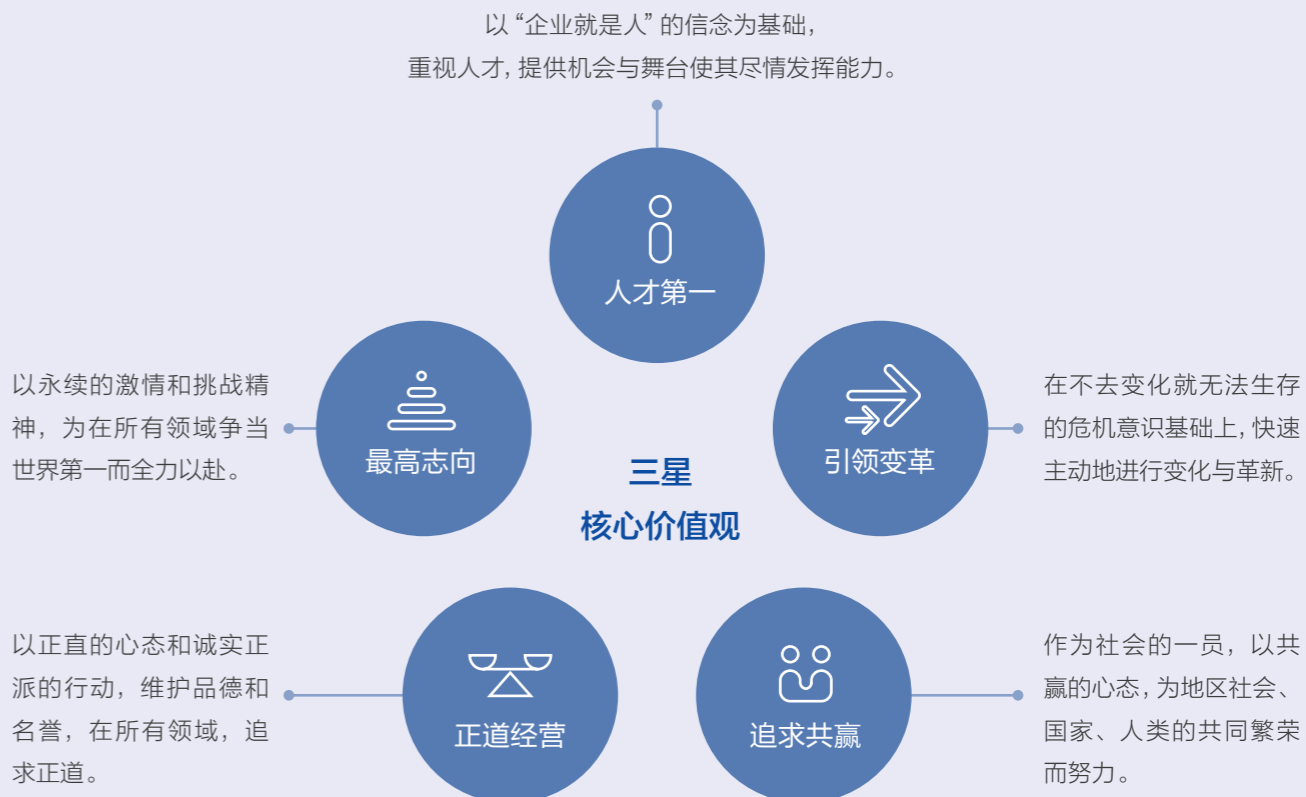 以“企业就是人”的信念为基础,
重视人才, 提供机会与舞台使其尽情发挥能力。
人才第一
以永续的激情和挑战精
神，为在所有领域争当
世界第一而全力以赴。
最高志向
三星
核心价值观
引领变革
在不去变化就无法生存
的危机意识基础上, 快速
主动地进行变化与革新。
以正直的心态和诚实正
派的行动，维护品德和
名誉，在所有领域，追
求正道。
正道经营
追求共赢
作为社会的一员，以共
赢的心态, 为地区社会、
国家、人类的共同繁荣
而努力。